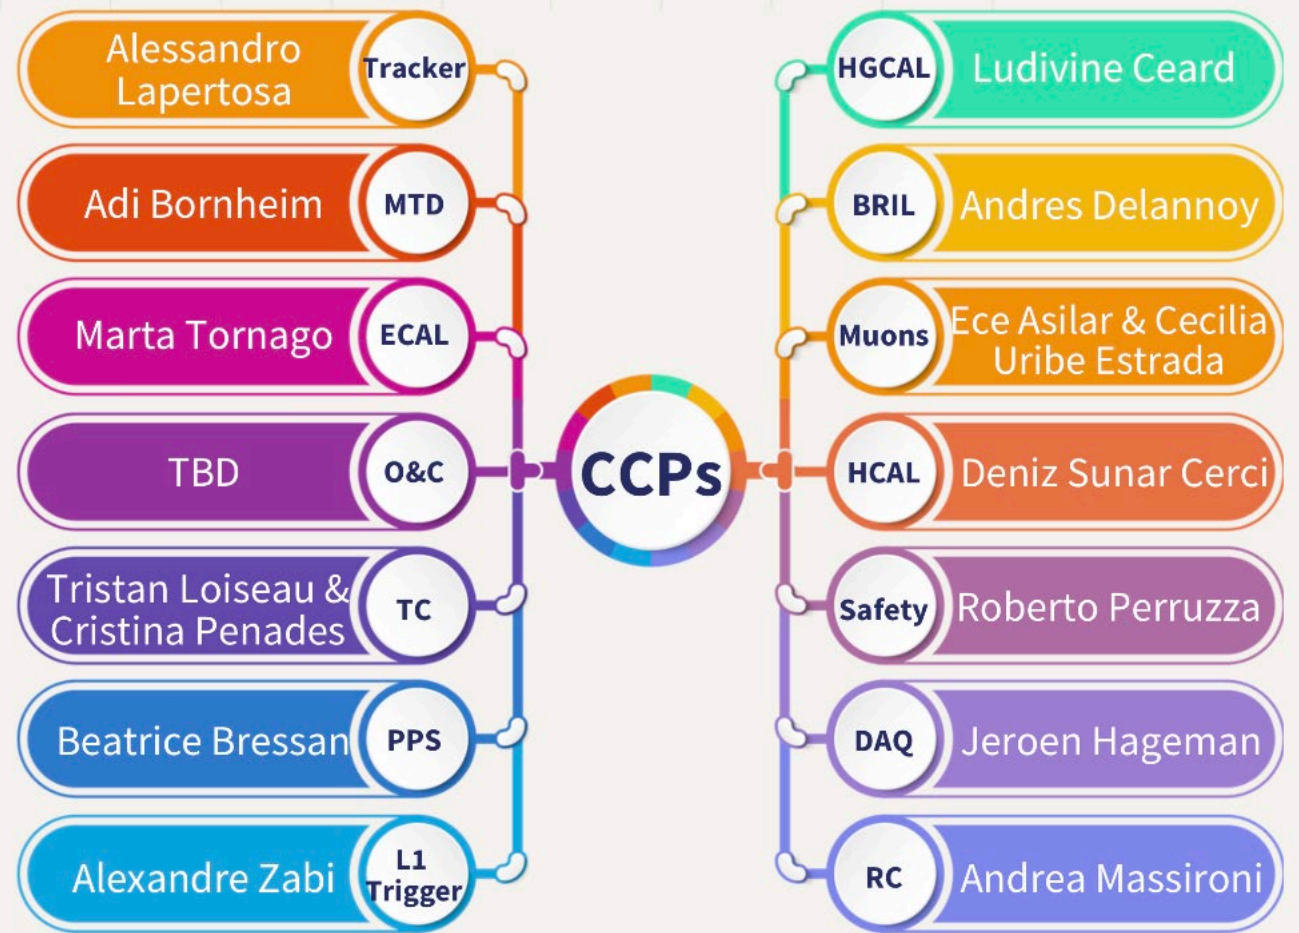 Alessandro
Lapertosa
Tracker
Adi Bornheim
MTD
Marta Tornago
ECAL
TBD
O&C
Tristan Loiseau &
Cristina Penades
TC
Beatrice Bressan
PPS
Alexandre Zabi
L1
Trigger
CCPs
HGCAL
Ludivine Ceard
BRIL
Andres Delannoy
Muons
Ece Asilar & Cecilia
Uribe Estrada
HCAL
Deniz Sunar Cerci
Safety
Roberto Perruzza
DAQ
Jeroen Hageman
RC
Andrea Massironi